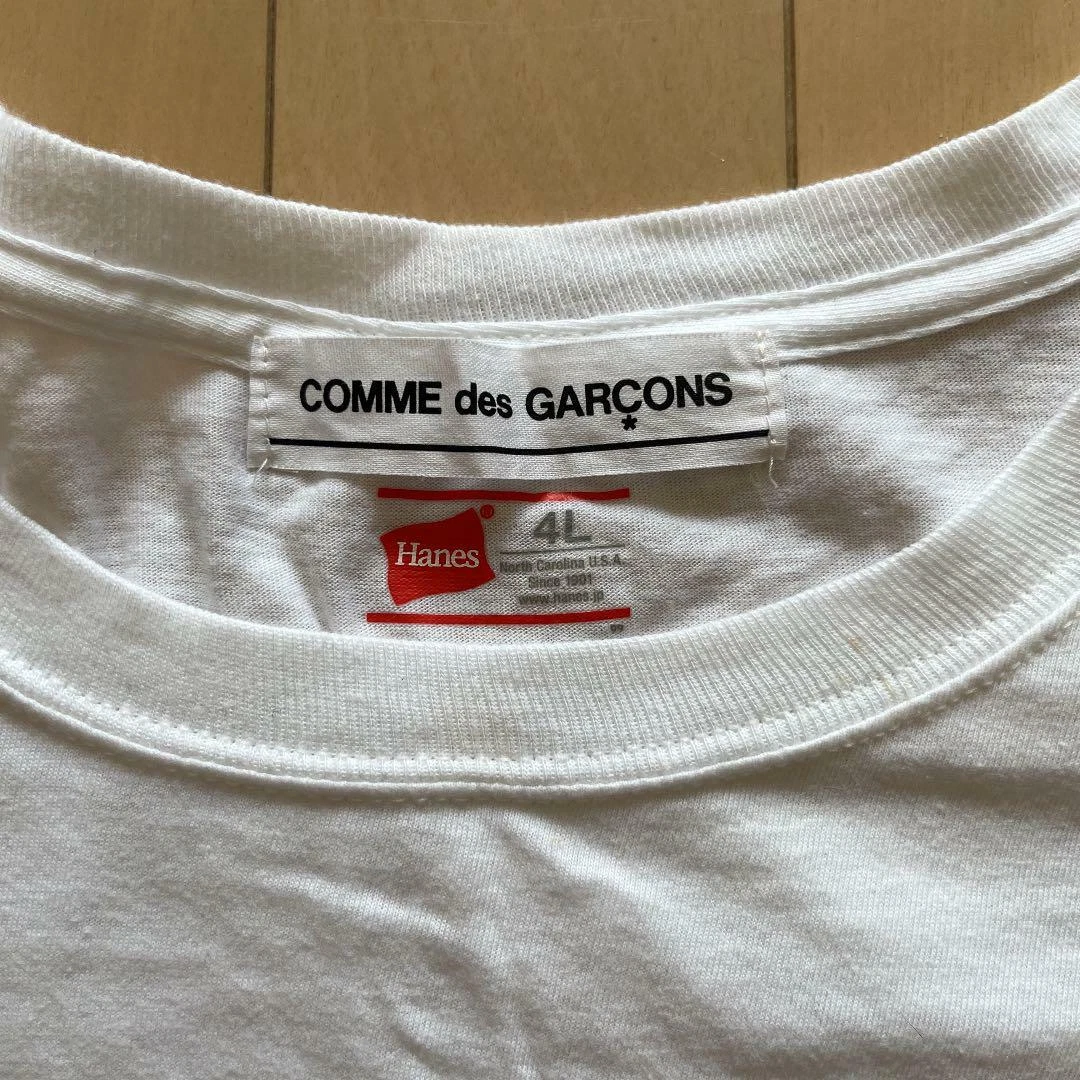 COMME des GARÇONS
*
Hanes®
4L
North Carolina U.S.A.
Since 1901
www.hanes.jp